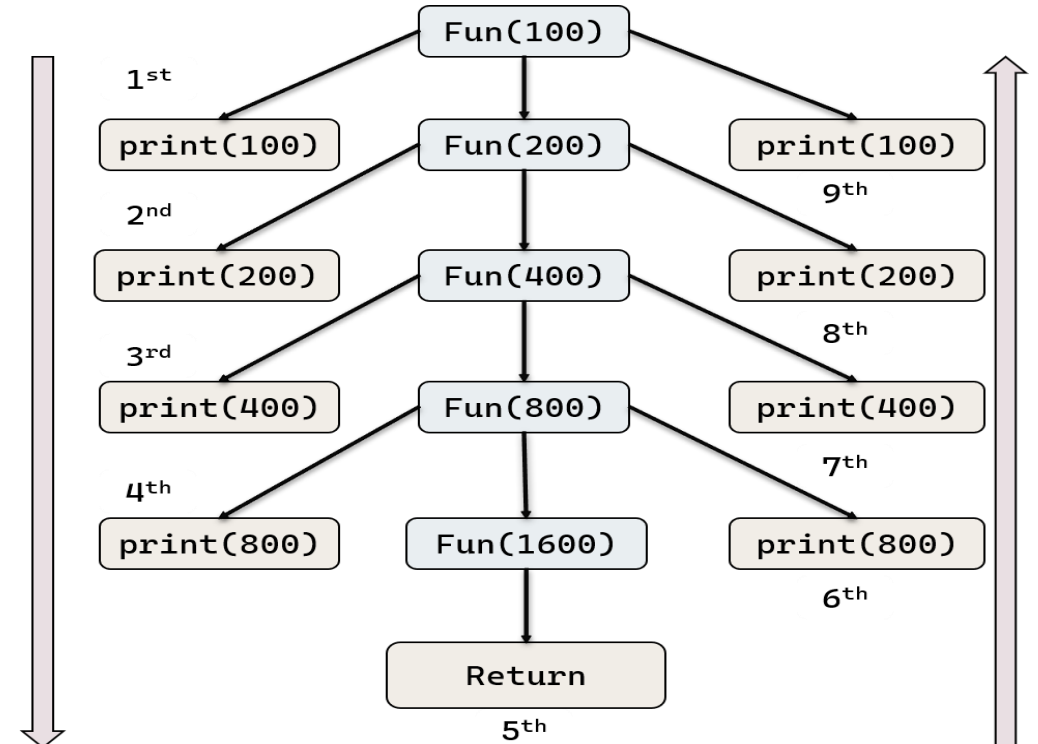 Fun(100)
1st
print(100)
Fun(200)
print(100)
9th
2nd
print(200)
Fun(400)
print(200)
8th
3rd
print(400)
Fun(800)
print(400)
7th
4th
print(800)
Fun(1600)
print(800)
6th
Return
5th